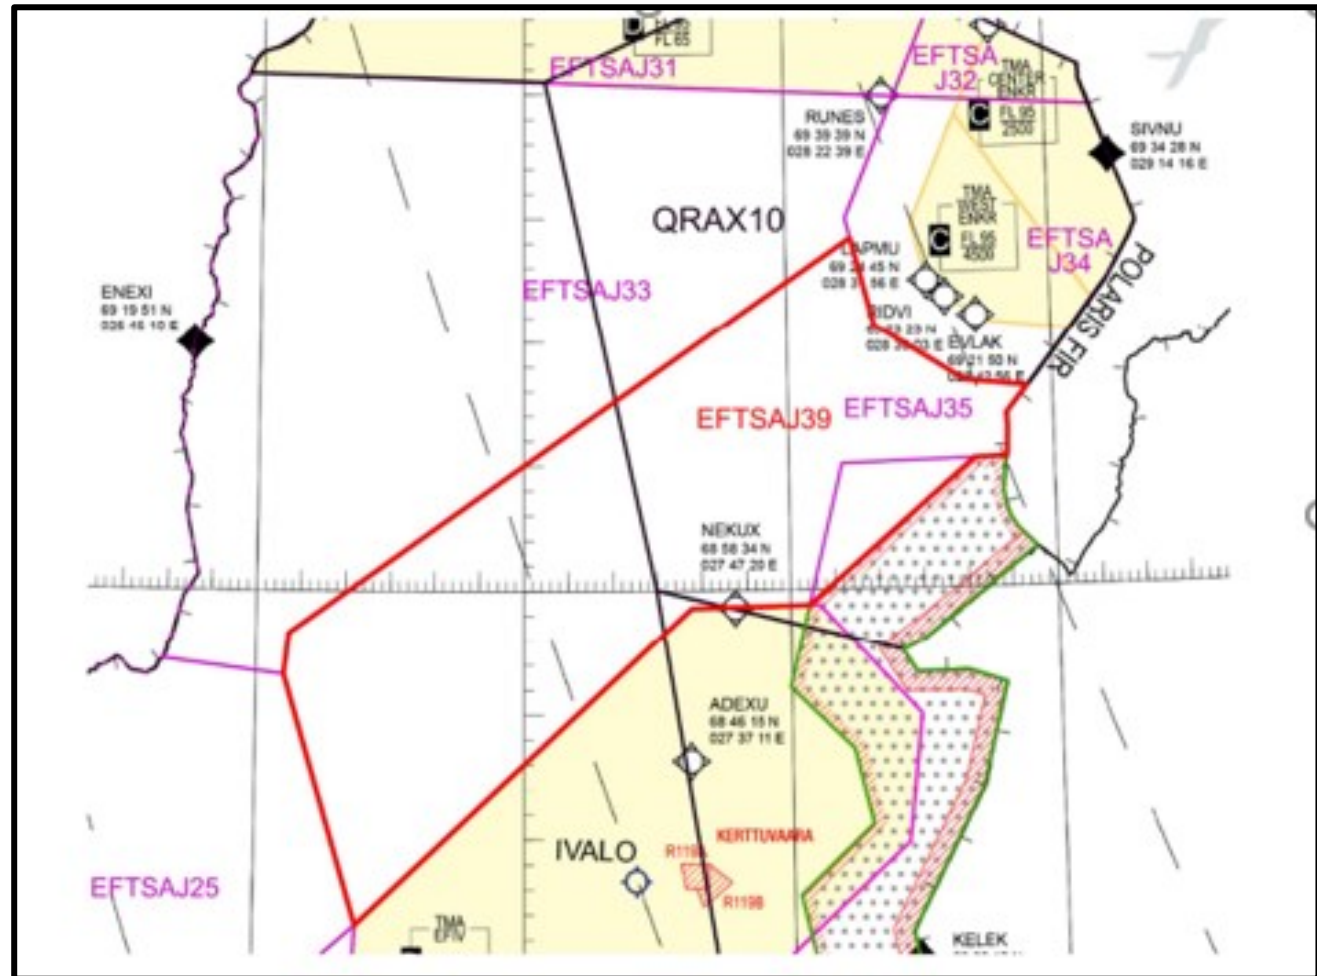 FL 65
EFTSAJ31
EFTSA
J32
TMA
CENTER
ENKR
C
FL 95
2500
RUNES
69 39 39 N
028 22 39 E
SIVNU
69 34 28 N
029 14 16 E
QRAX10
TMA
WEST
ENKR
C
FL 95
4500
EFTSA
J34
POLARIS FIR
ENEXI
69 19 51 N
026 46 10 E
EFTSAJ33
RIDVI
EVLAK
69 21 50 N
EFTSAJ39
EFTSAJ35
NEKUX
68 58 34 N
027 47 20 E
ADEXU
68 46 15 N
027 37 11 E
KERTTUVAARA
IVALO
R119B
EFTSAJ25
TMA
EFIV
KELEK